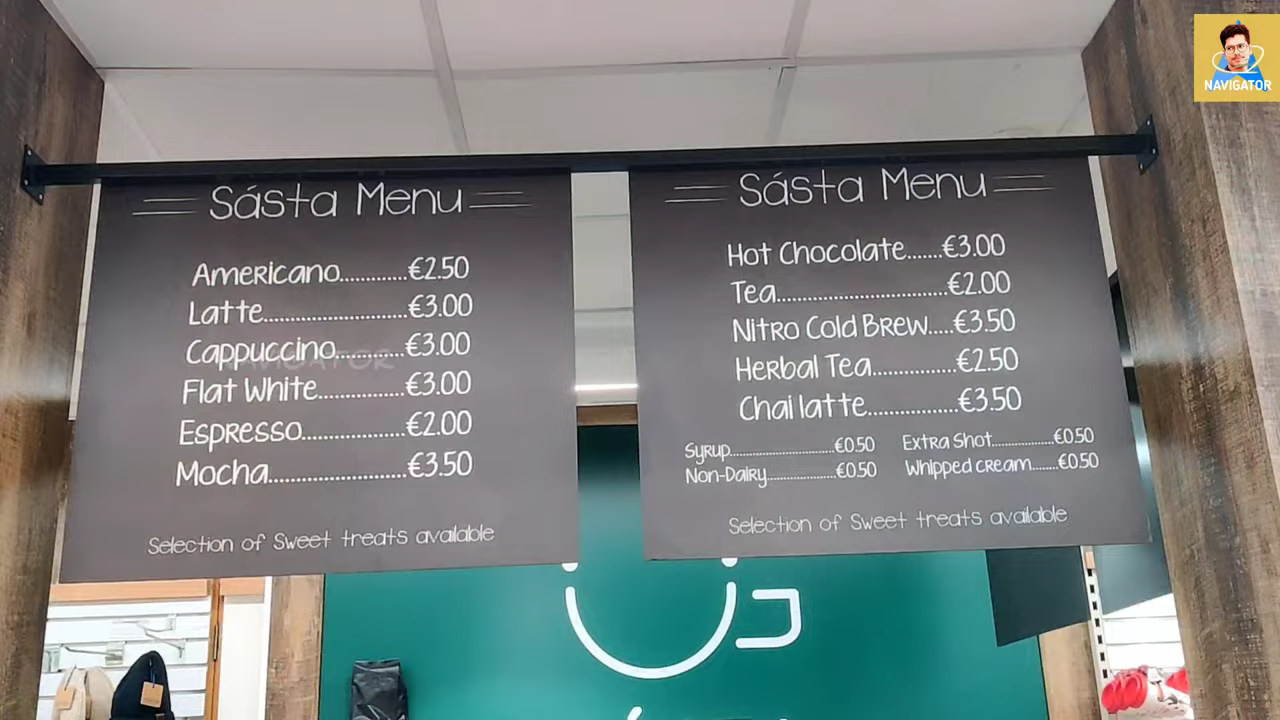 Sásta Menu
Americano............€2.50
Latte..........................€3.00
Cappuccino............€3.00
Flat White................€3.00
Espresso...................€2.00
Mocha.........................€3.50
Selection of Sweet treats available
Sásta Menu
Hot Chocolate.......€3.00
Tea...............................€2.00
Nitro Cold Brew.....€3.50
Herbal Tea...............€2.50
Chai latte.................€3.50
Syrup..............................€0.50 Extra Shot..................€0.50
Non-Dairy....................€0.50 Whipped cream.......€0.50
Selection of Sweet treats available
NAVIGATOR
NAVIGATOR